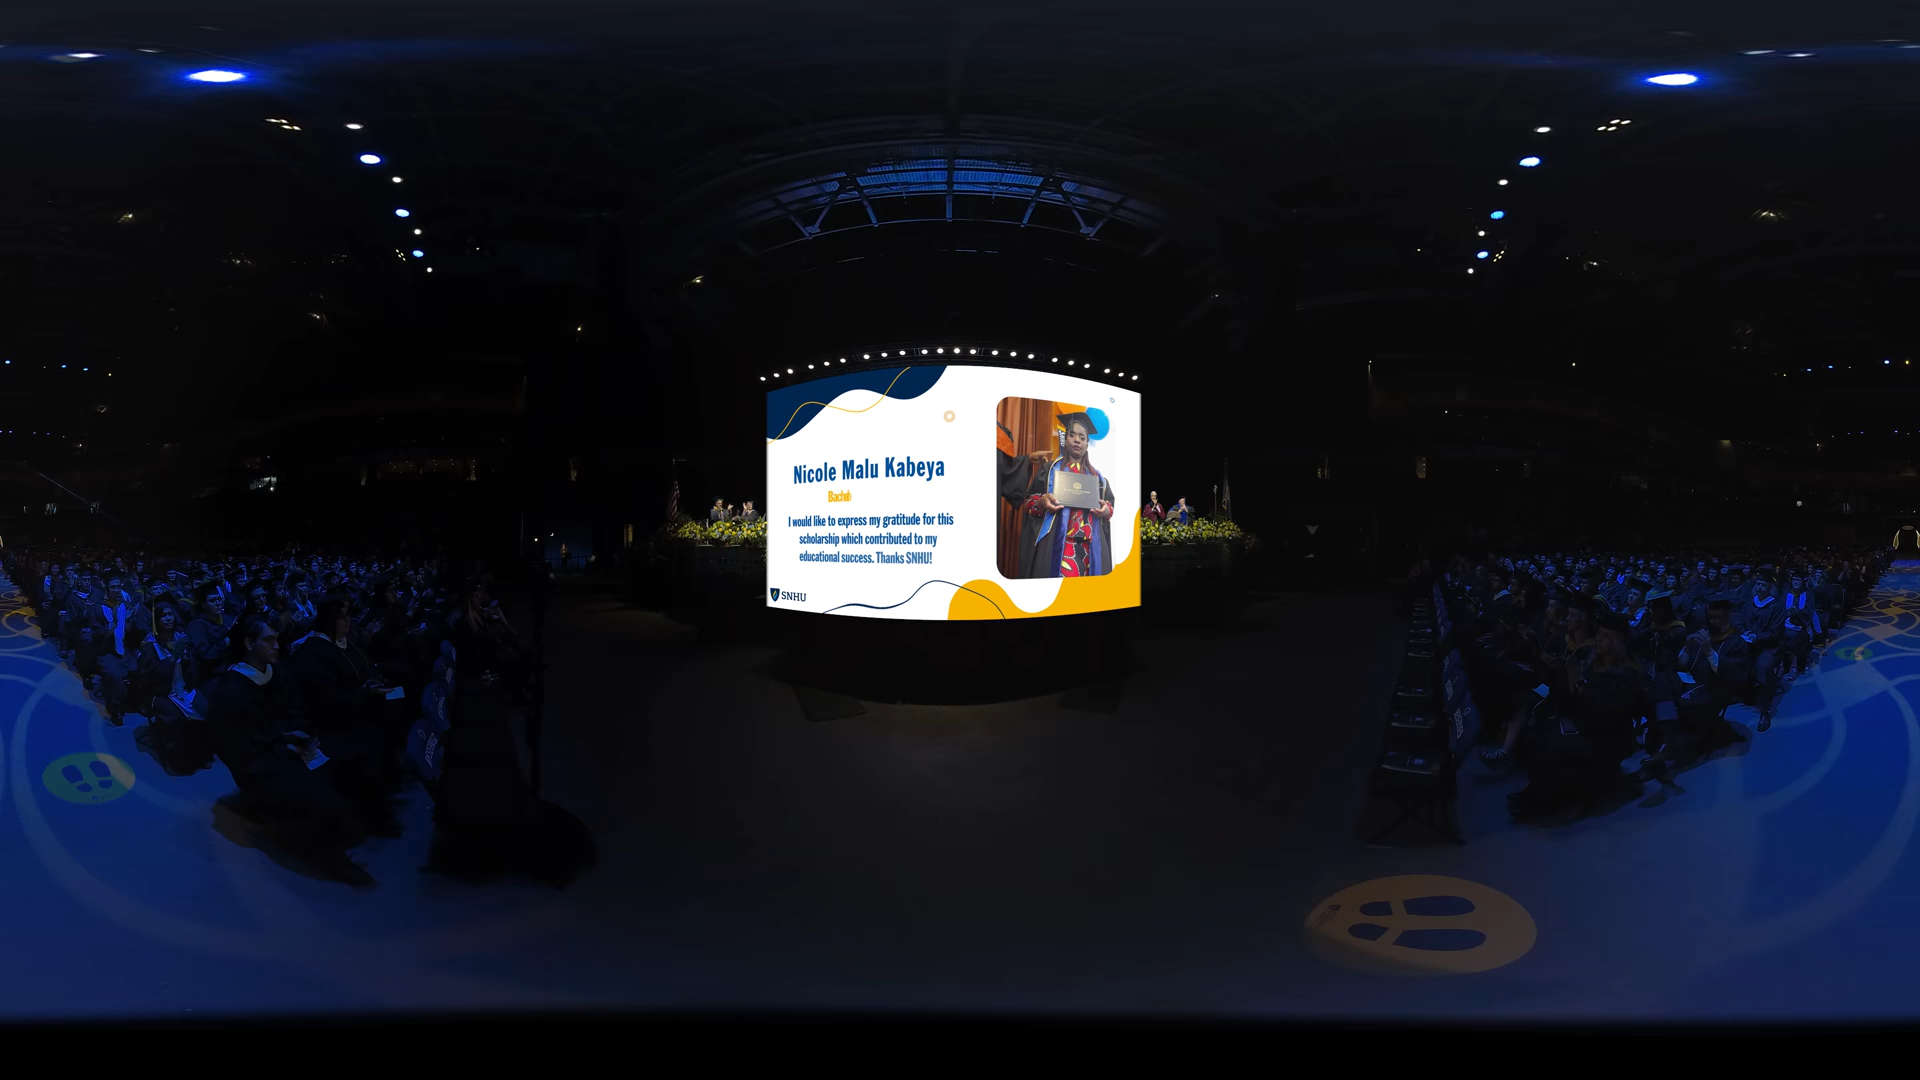 Nicole Malu Kabeya
I would like to express my gratitude for this
scholarship which contributed to my
educational success. Thanks SNHU!
SNHU